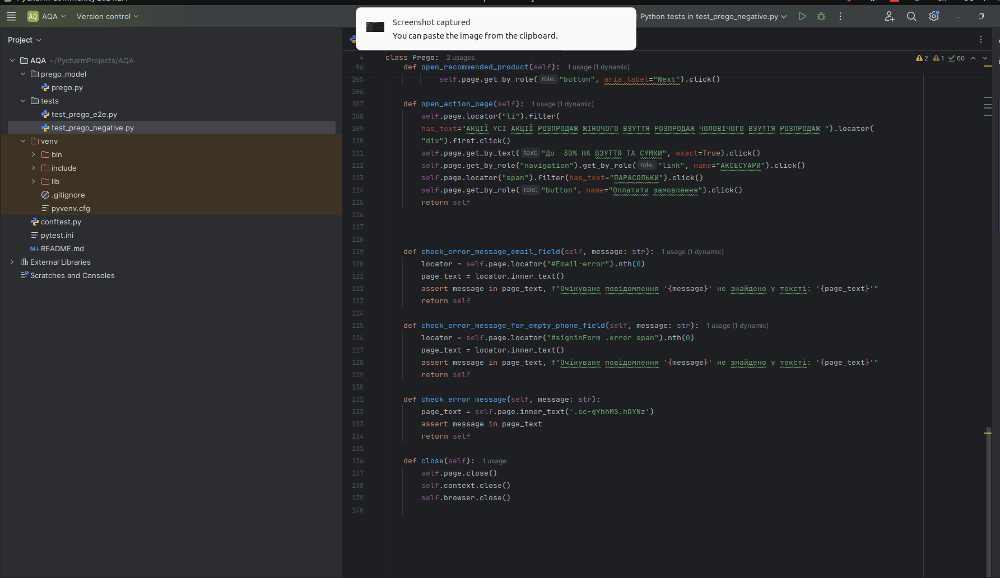 AQ AQA Version control
Python tests in test_prego_negative.py
Screenshot captured
You can paste the image from the clipboard.
Project
AQA ~/PycharmProjects/AQA
prego_model
prego.py
tests
test_prego_e2e.py
test_prego_negative.py
venv
bin
include
lib
.gitignore
pyvenv.cfg
conftest.py
pytest.ini
M↓ README.md
External Libraries
Scratches and Consoles
2 1 60
4 class Prego: 2 usages
96 def open_recommended_product(self): 1 usage (1 dynamic)
105 self.page.get_by_role( role: "button", aria_label="Next").click()
106
107 def open_action_page(self): 1 usage (1 dynamic)
108 self.page.locator("li").filter(
109 has_text="АКЦІЇ УСІ АКЦІЇ РОЗПРОДАЖ ЖІНОЧОГО ВЗУТТЯ РОЗПРОДАЖ ЧОЛОВІЧОГО ВЗУТТЯ РОЗПРОДАЖ ").locator(
110 "div").first.click()
111 self.page.get_by_text( text: "До -30% НА ВЗУТТЯ ТА СУМКИ", exact=True).click()
112 self.page.get_by_role("navigation").get_by_role( role: "link", name="АКСЕСУАРИ").click()
113 self.page.locator("span").filter(has_text="ПАРАСОЛЬКИ").click()
114 self.page.get_by_role( role: "button", name="Оплатити замовлення").click()
115 return self
116
117
118
119 def check_error_message_email_field(self, message: str): 1 usage (1 dynamic)
120 locator = self.page.locator("#Email-error").nth(0)
121 page_text = locator.inner_text()
122 assert message in page_text, f"Очікуване повідомлення '{message}' не знайдено у тексті: '{page_text}'"
123 return self
124
125 def check_error_message_for_empty_phone_field(self, message: str): 1 usage (1 dynamic)
126 locator = self.page.locator("#signinForm .error span").nth(0)
127 page_text = locator.inner_text()
128 assert message in page_text, f"Очікуване повідомлення '{message}' не знайдено у тексті: '{page_text}'"
129 return self
130
131 def check_error_message(self, message: str):
132 page_text = self.page.inner_text('.sc-gYhhMS.hDYNz')
133 assert message in page_text
134 return self
135
136 def close(self): 1 usage
137 self.page.close()
138 self.context.close()
139 self.browser.close()
140